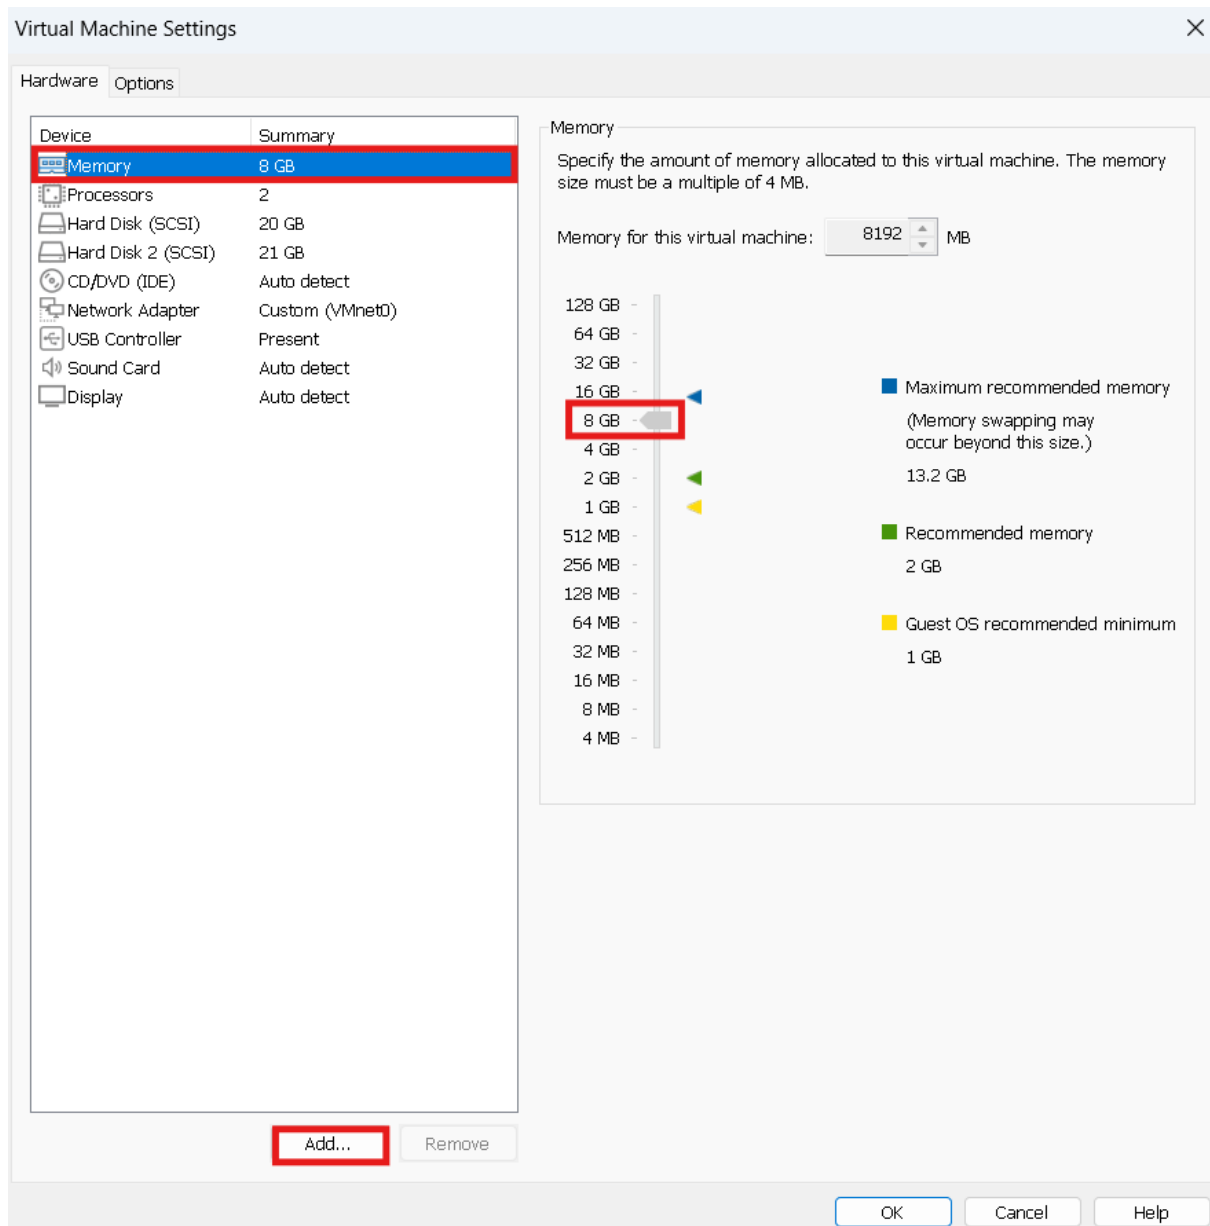 Virtual Machine Settings
Hardware Options
Device Summary
Memory 8 GB
Processors 2
Hard Disk (SCSI) 20 GB
Hard Disk 2 (SCSI) 21 GB
CD/DVD (IDE) Auto detect
Network Adapter Custom (VMnet0)
USB Controller Present
Sound Card Auto detect
Display Auto detect
Add... Remove
Memory
Specify the amount of memory allocated to this virtual machine. The memory
size must be a multiple of 4 MB.
Memory for this virtual machine: 8192 MB
128 GB
64 GB
32 GB
16 GB
8 GB
4 GB
2 GB
1 GB
512 MB
256 MB
128 MB
64 MB
32 MB
16 MB
8 MB
4 MB
Maximum recommended memory
(Memory swapping may
occur beyond this size.)
13.2 GB
Recommended memory
2 GB
Guest OS recommended minimum
1 GB
OK Cancel Help